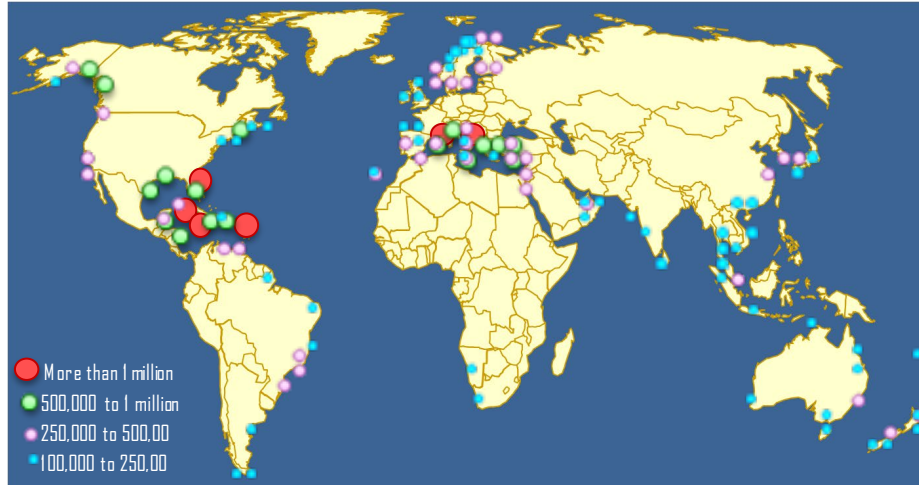 More than 1 million
500,000 to 1 million
250,000 to 500,00
100,000 to 250,00